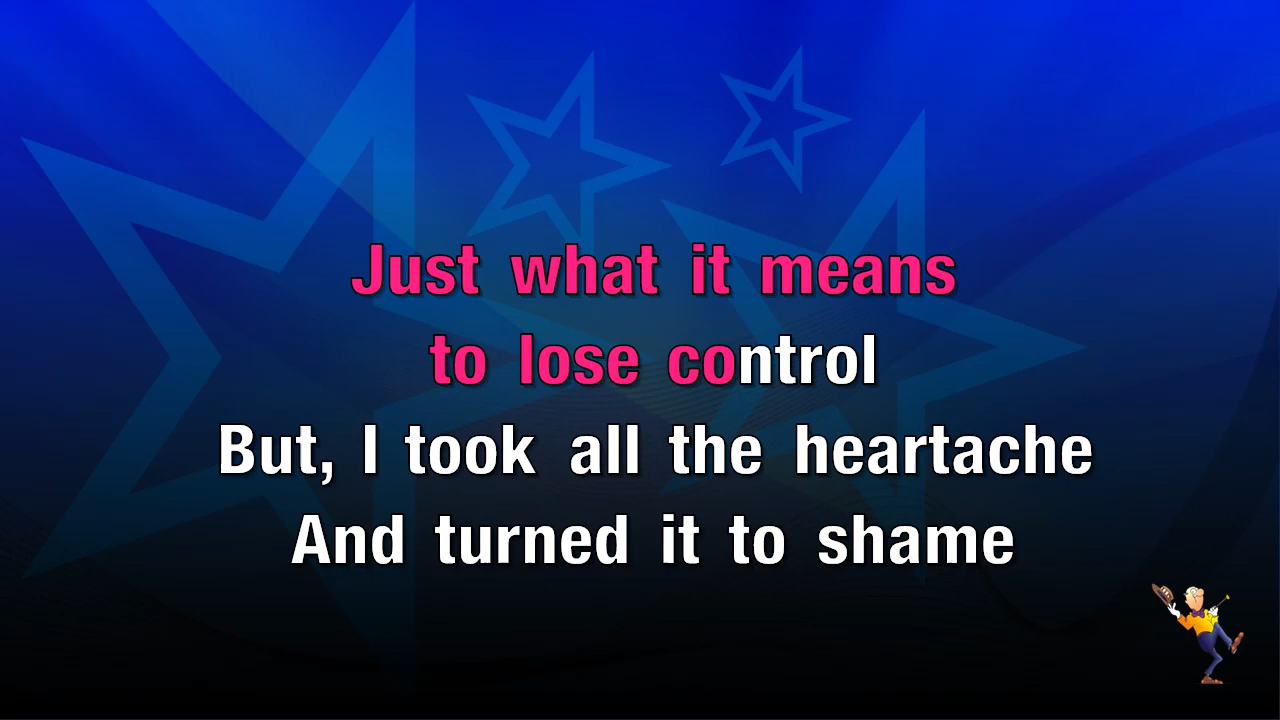 Just what it means
to lose control
But, I took all the heartache
And turned it to shame